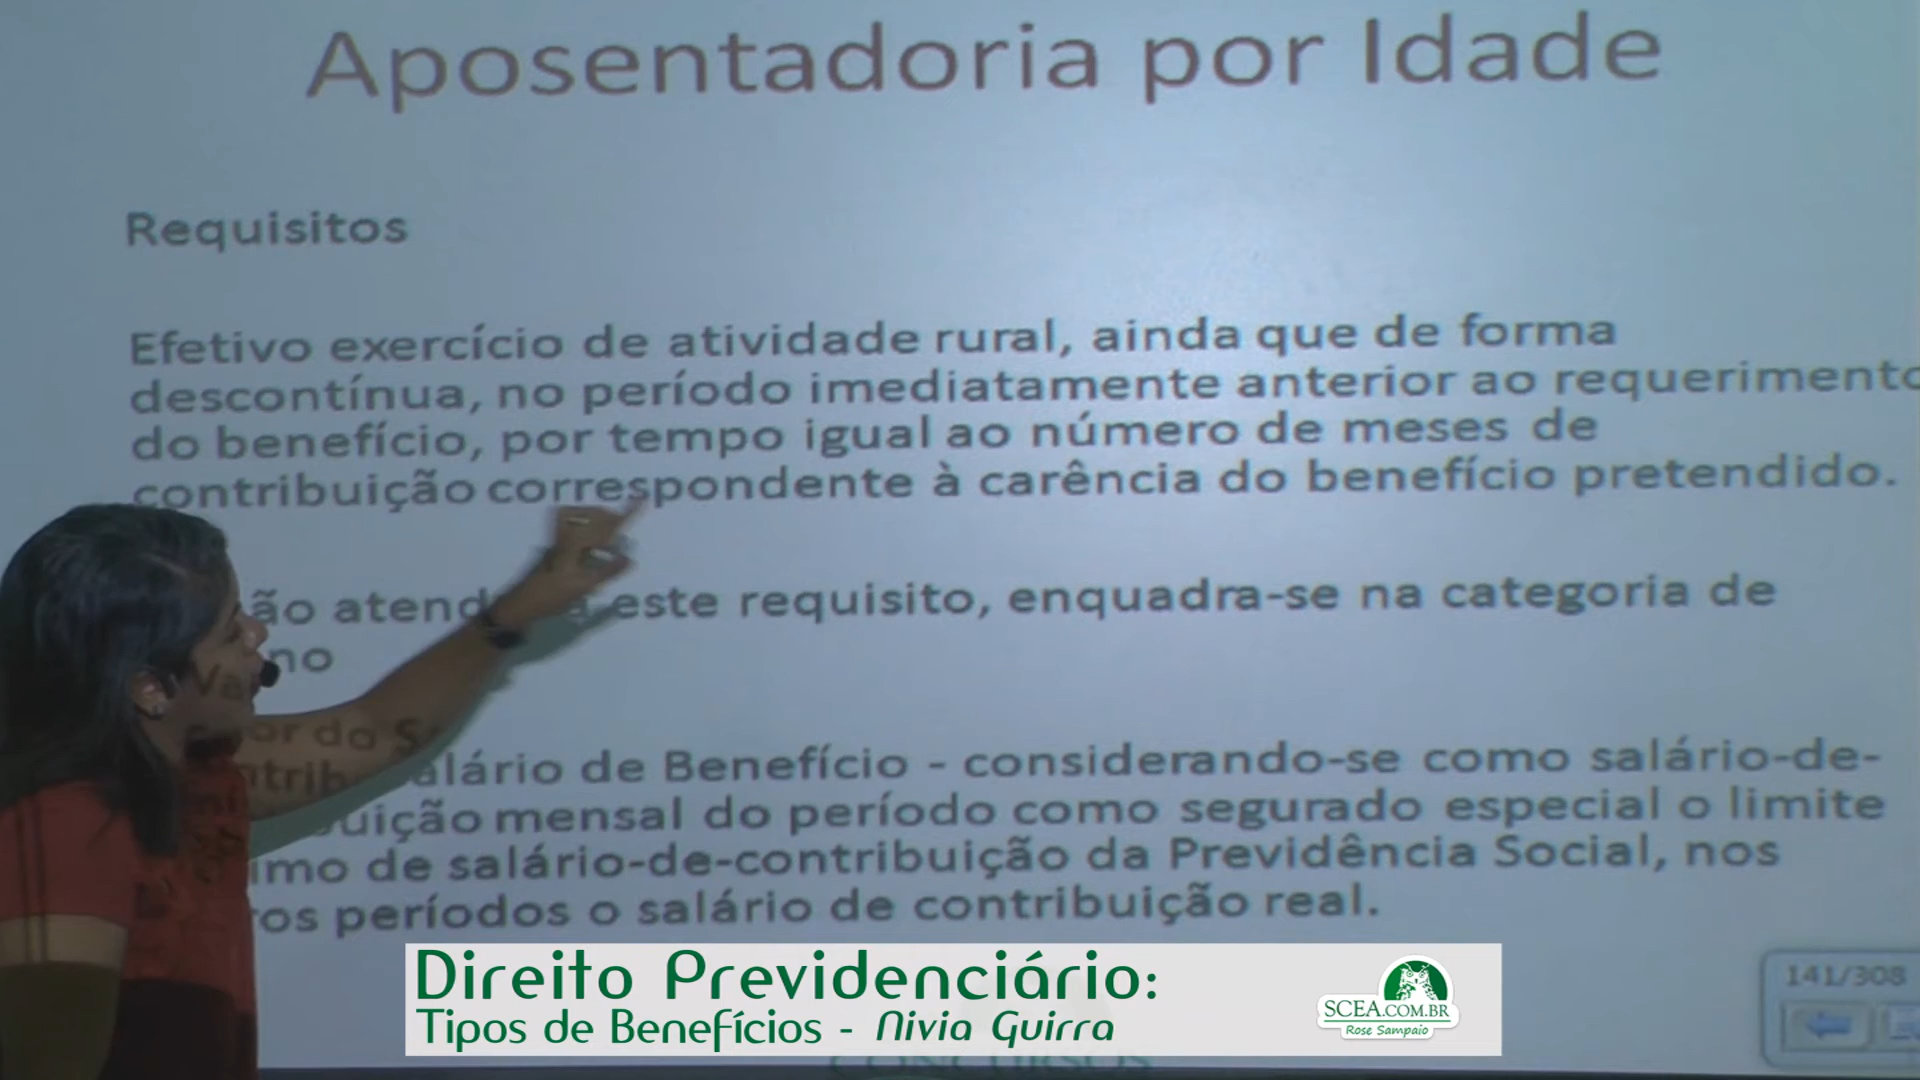 Aposentadoria por Idade
Requisitos
Efetivo exercício de atividade rural, ainda que de forma
descontínua, no período imediatamente anterior ao requerimento
do benefício, por tempo igual ao número de meses de
contribuição correspondente à carência do benefício pretendido.
este requisito, enquadra-se na categoria de
or do
de Benefício - considerando-se como salário-de-
mensal do período como segurado especial o limite
de salário-de-contribuição da Previdência Social, nos
períodos o salário de contribuição real.
Direito Previdenciário:
Tipos de Benefícios - Nivia Guirra
SCEA.COM.BR
Rose Sampaio
141/308
CONCURSOS